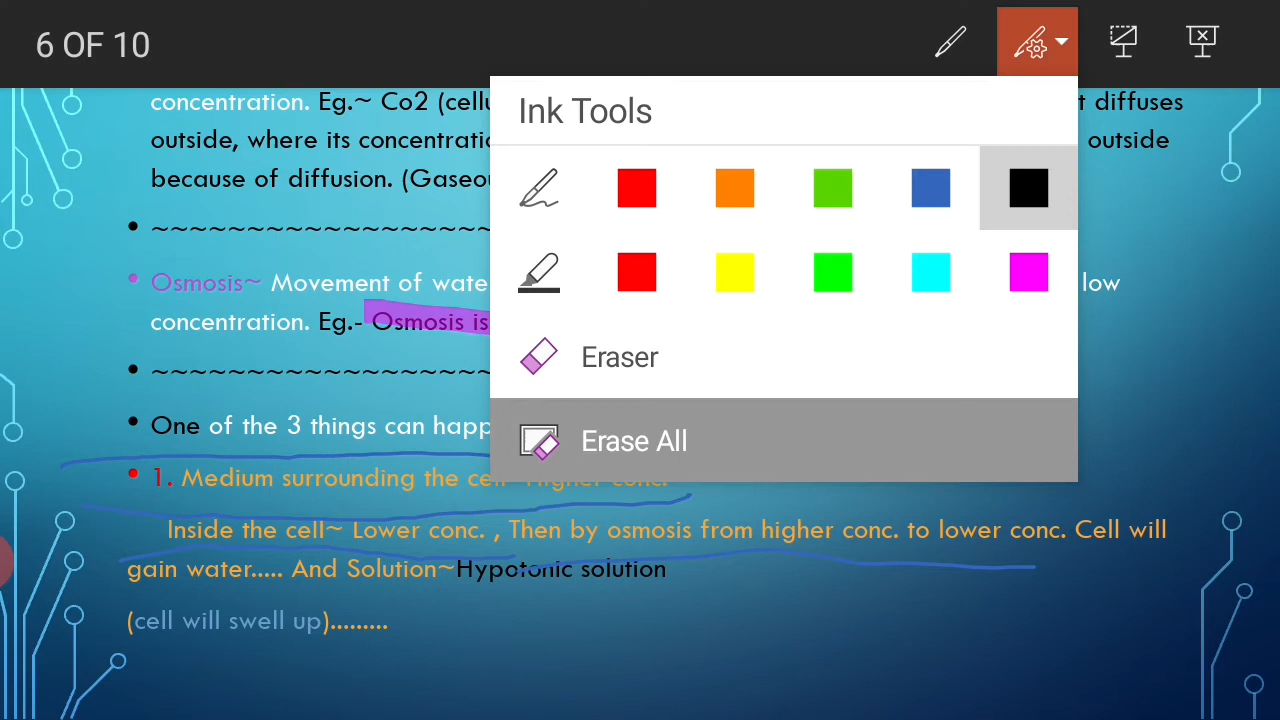 6 OF 10
Ink Tools
Eraser
Erase All
concentration. Eg.~ Co2 (cellu t diffuses
outside, where its concentratio outside
because of diffusion. (Gaseou
~~~~~~~~~~~~~~~~~~
Osmosis~ Movement of wate low
concentration. Eg.- Osmosis is
~~~~~~~~~~~~~~~~~~
One of the 3 things can happ
1. Medium surrounding the cell~ Higher conc.
Inside the cell~ Lower conc. , Then by osmosis from higher conc. to lower conc. Cell will
gain water..... And Solution~Hypotonic solution
(cell will swell up).........